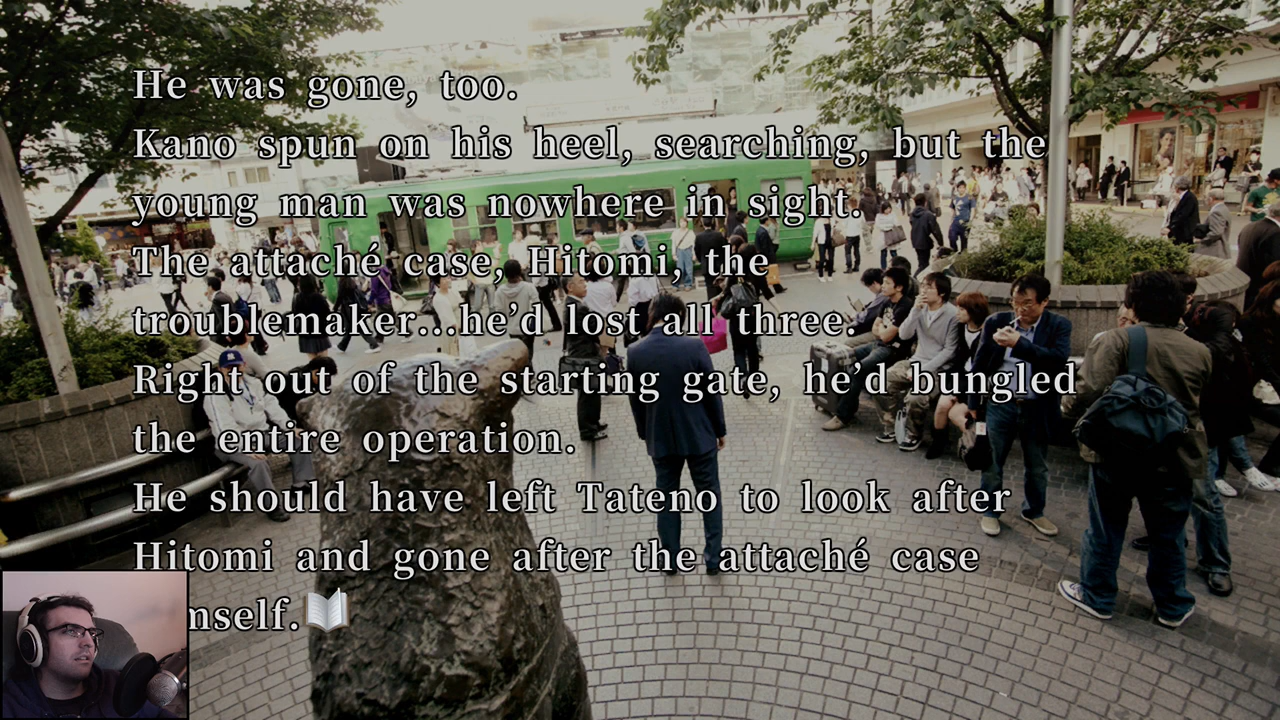 He was gone, too.
Kano spun on his heel, searching, but the
young man was nowhere in sight.
The attaché case, Hitomi, the
troublemaker...he'd lost all three.
Right out of the starting gate, he'd bungled
the entire operation.
He should have left Tateno to look after
Hitomi and gone after the attaché case
mself.